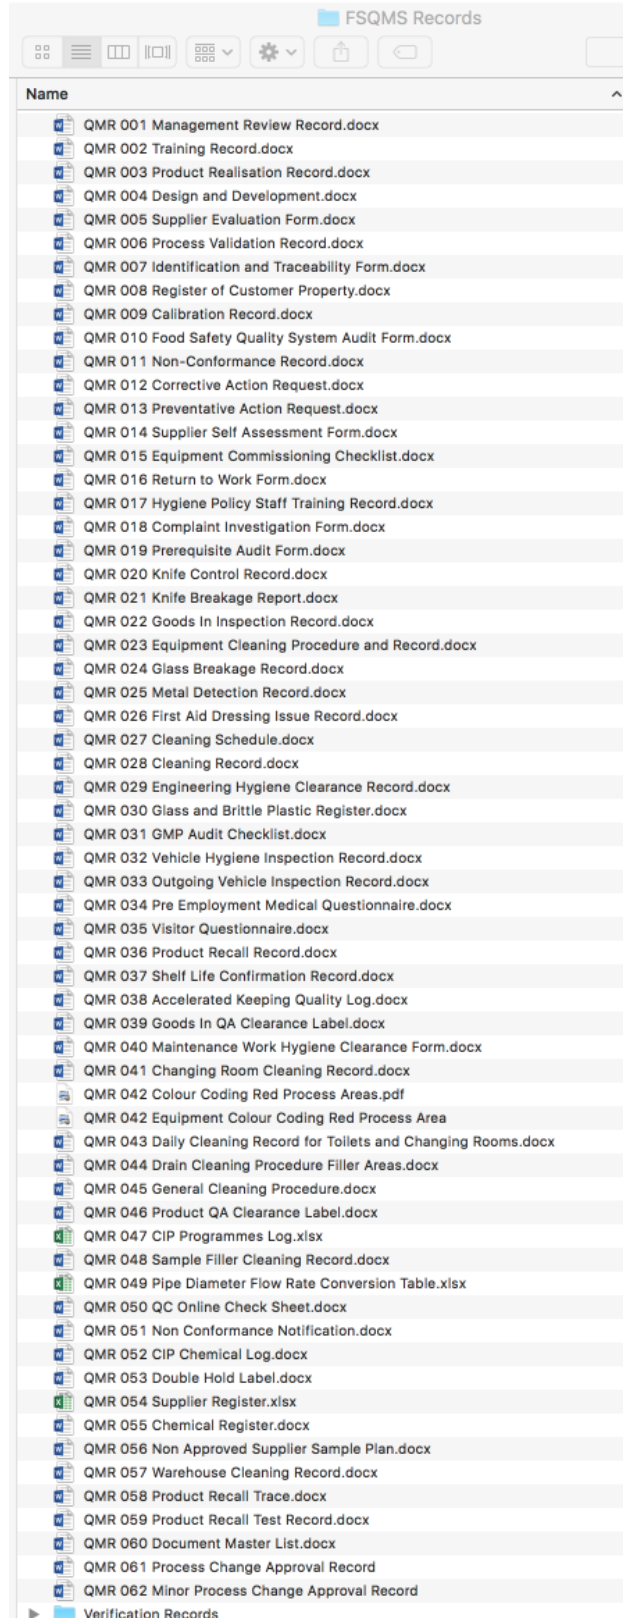 FSQMS Records
Name
QMR 001 Management Review Record.docx
QMR 002 Training Record.docx
QMR 003 Product Realisation Record.docx
QMR 004 Design and Development.docx
QMR 005 Supplier Evaluation Form.docx
QMR 006 Process Validation Record.docx
QMR 007 Identification and Traceability Form.docx
QMR 008 Register of Customer Property.docx
QMR 009 Calibration Record.docx
QMR 010 Food Safety Quality System Audit Form.docx
QMR 011 Non-Conformance Record.docx
QMR 012 Corrective Action Request.docx
QMR 013 Preventative Action Request.docx
QMR 014 Supplier Self Assessment Form.docx
QMR 015 Equipment Commissioning Checklist.docx
QMR 016 Return to Work Form.docx
QMR 017 Hygiene Policy Staff Training Record.docx
QMR 018 Complaint Investigation Form.docx
QMR 019 Prerequisite Audit Form.docx
QMR 020 Knife Control Record.docx
QMR 021 Knife Breakage Report.docx
QMR 022 Goods In Inspection Record.docx
QMR 023 Equipment Cleaning Procedure and Record.docx
QMR 024 Glass Breakage Record.docx
QMR 025 Metal Detection Record.docx
QMR 026 First Aid Dressing Issue Record.docx
QMR 027 Cleaning Schedule.docx
QMR 028 Cleaning Record.docx
QMR 029 Engineering Hygiene Clearance Record.docx
QMR 030 Glass and Brittle Plastic Register.docx
QMR 031 GMP Audit Checklist.docx
QMR 032 Vehicle Hygiene Inspection Record.docx
QMR 033 Outgoing Vehicle Inspection Record.docx
QMR 034 Pre Employment Medical Questionnaire.docx
QMR 035 Visitor Questionnaire.docx
QMR 036 Product Recall Record.docx
QMR 037 Shelf Life Confirmation Record.docx
QMR 038 Accelerated Keeping Quality Log.docx
QMR 039 Goods In QA Clearance Label.docx
QMR 040 Maintenance Work Hygiene Clearance Form.docx
QMR 041 Changing Room Cleaning Record.docx
QMR 042 Colour Coding Red Process Areas.pdf
QMR 042 Equipment Colour Coding Red Process Area
QMR 043 Daily Cleaning Record for Toilets and Changing Rooms.docx
QMR 044 Drain Cleaning Procedure Filler Areas.docx
QMR 045 General Cleaning Procedure.docx
QMR 046 Product QA Clearance Label.docx
QMR 047 CIP Programmes Log.xlsx
QMR 048 Sample Filler Cleaning Record.docx
QMR 049 Pipe Diameter Flow Rate Conversion Table.xlsx
QMR 050 QC Online Check Sheet.docx
QMR 051 Non Conformance Notification.docx
QMR 052 CIP Chemical Log.docx
QMR 053 Double Hold Label.docx
QMR 054 Supplier Register.xlsx
QMR 055 Chemical Register.docx
QMR 056 Non Approved Supplier Sample Plan.docx
QMR 057 Warehouse Cleaning Record.docx
QMR 058 Product Recall Trace.docx
QMR 059 Product Recall Test Record.docx
QMR 060 Document Master List.docx
QMR 061 Process Change Approval Record
QMR 062 Minor Process Change Approval Record
Verification Records